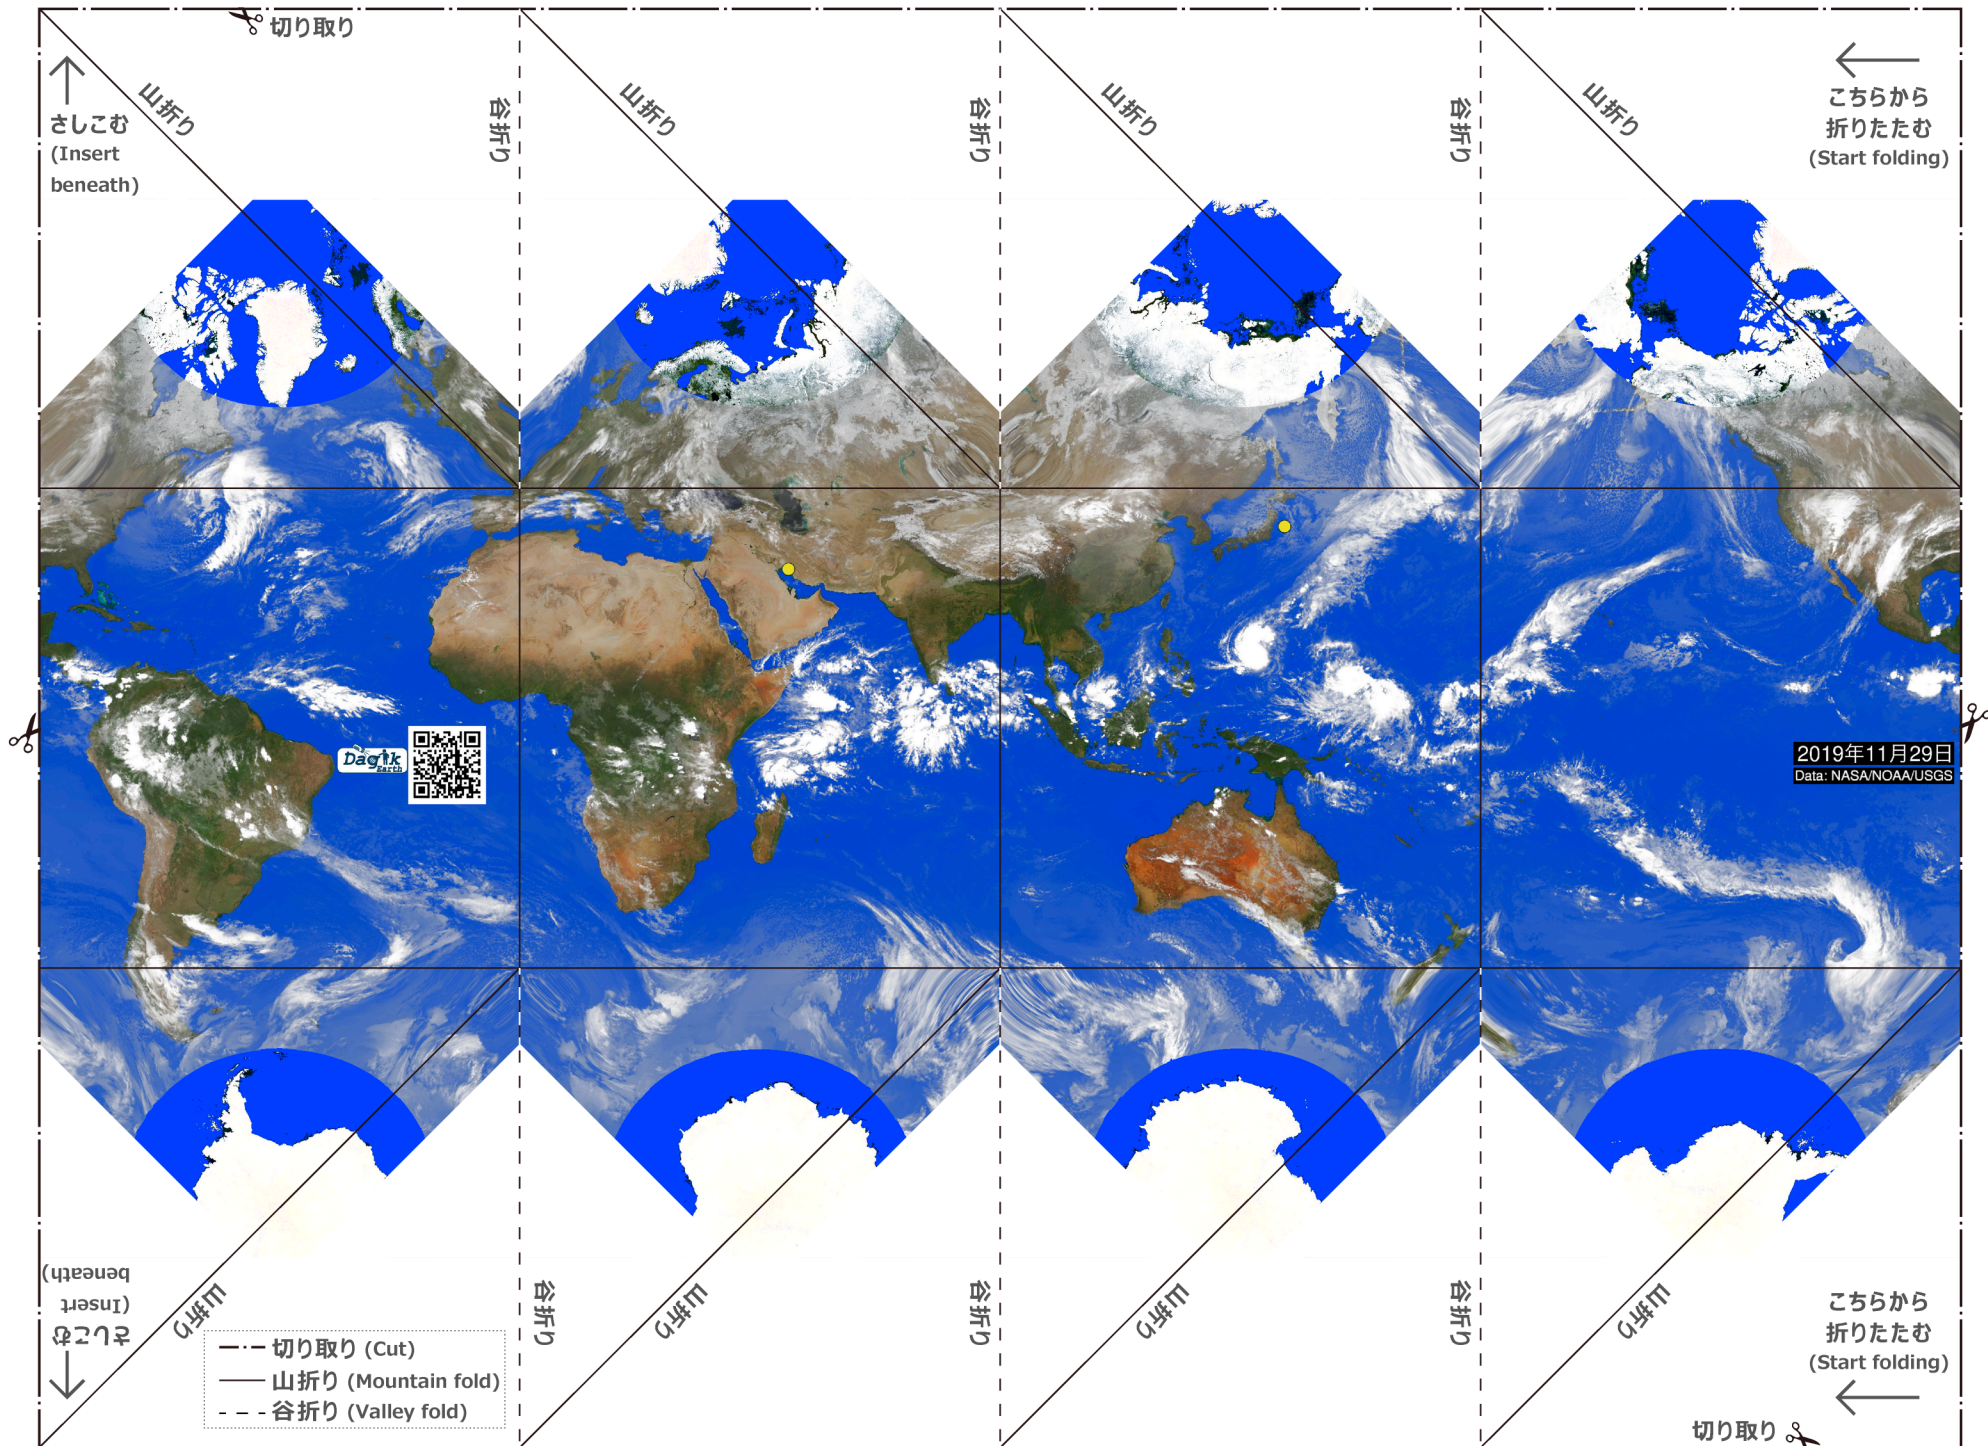 切り取り
さしこむ
(Insert
beneath)
山折り
谷折り
山折り
谷折り
山折り
谷折り
山折り
こちらから
折りたたむ
(Start folding)
Dagik
Earth
2019年11月29日
Data: NASA/NOAA/USGS
さしこむ
(Insert
beneath)
山折り
谷折り
山折り
谷折り
山折り
谷折り
山折り
こちらから
折りたたむ
(Start folding)
切り取り (Cut)
山折り (Mountain fold)
谷折り (Valley fold)
切り取り